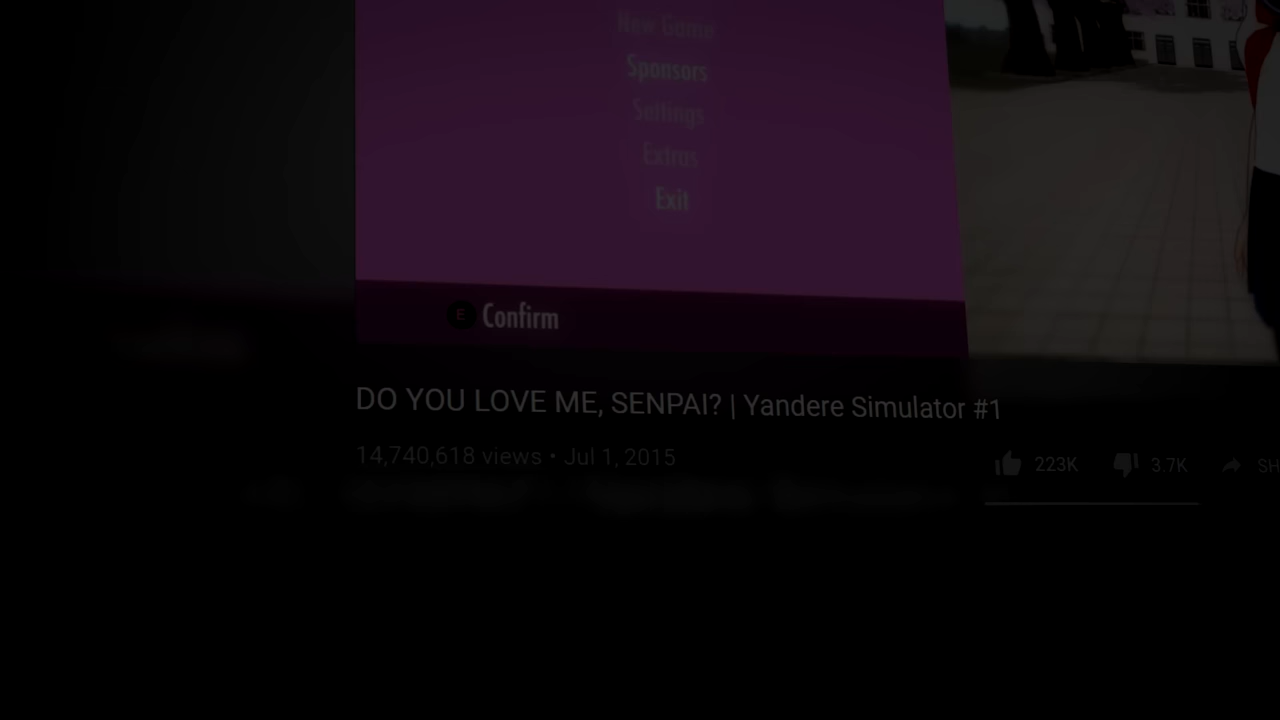 New Game
Sponsors
Settings
Extras
Exit
E Confirm
DO YOU LOVE ME, SENPAI? | Yandere Simulator #1
14,740,618 views • Jul 1, 2015
223K 3.7K SH